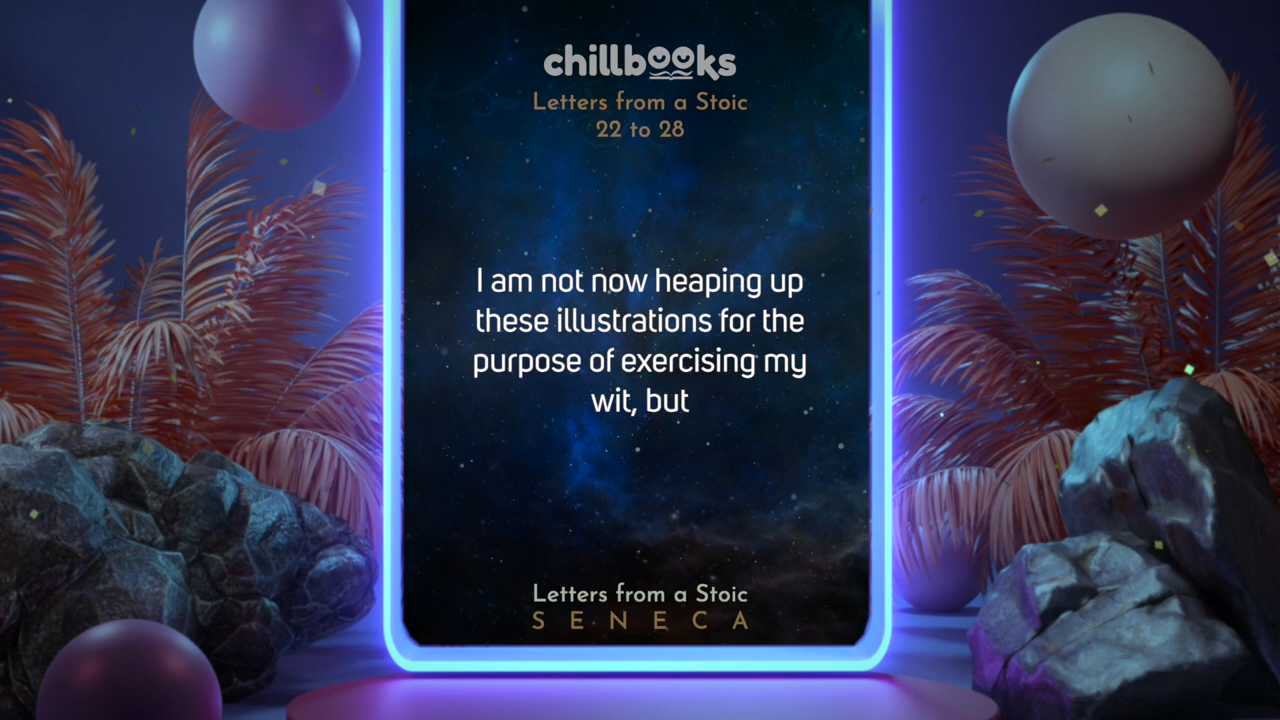 chillbooks
Letters from a Stoic
22 to 28
I am not now heaping up
these illustrations for the
purpose of exercising my
wit, but
Letters from a Stoic
SENECA